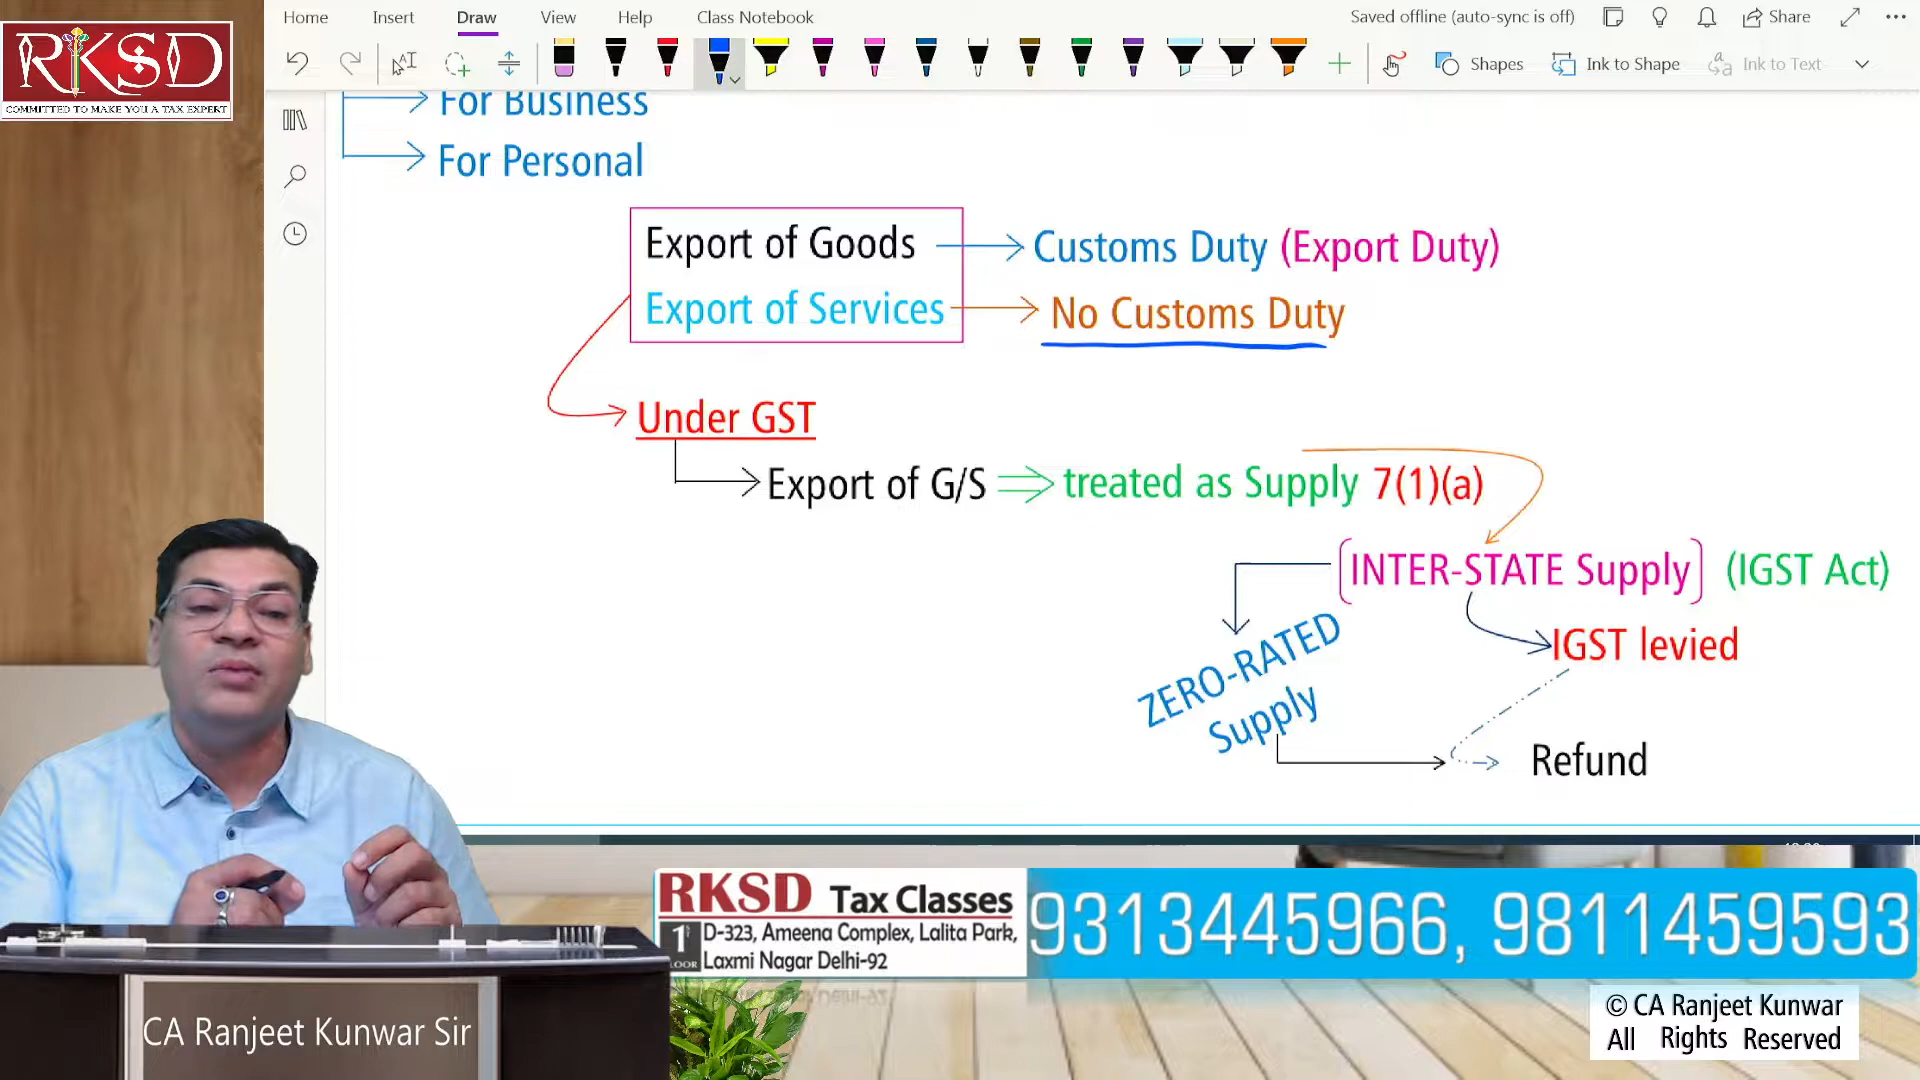 Home Insert Draw View Help Class Notebook Saved offline (auto-sync is off) Share
Shapes Ink to Shape Ink to Text
RKSD
COMMITTED TO MAKE YOU A TAX EXPERT
For Business
For Personal
Export of Goods Customs Duty (Export Duty)
Export of Services No Customs Duty
Under GST
Export of G/S treated as Supply 7(1)(a)
[INTER-STATE Supply] (IGST Act)
ZERO-RATED
Supply
IGST levied
Refund
RKSD Tax Classes
1ST FLOOR
D-323, Ameena Complex, Lalita Park,
Laxmi Nagar Delhi-92
9313445966, 9811459593
CA Ranjeet Kunwar Sir
© CA Ranjeet Kunwar
All Rights Reserved